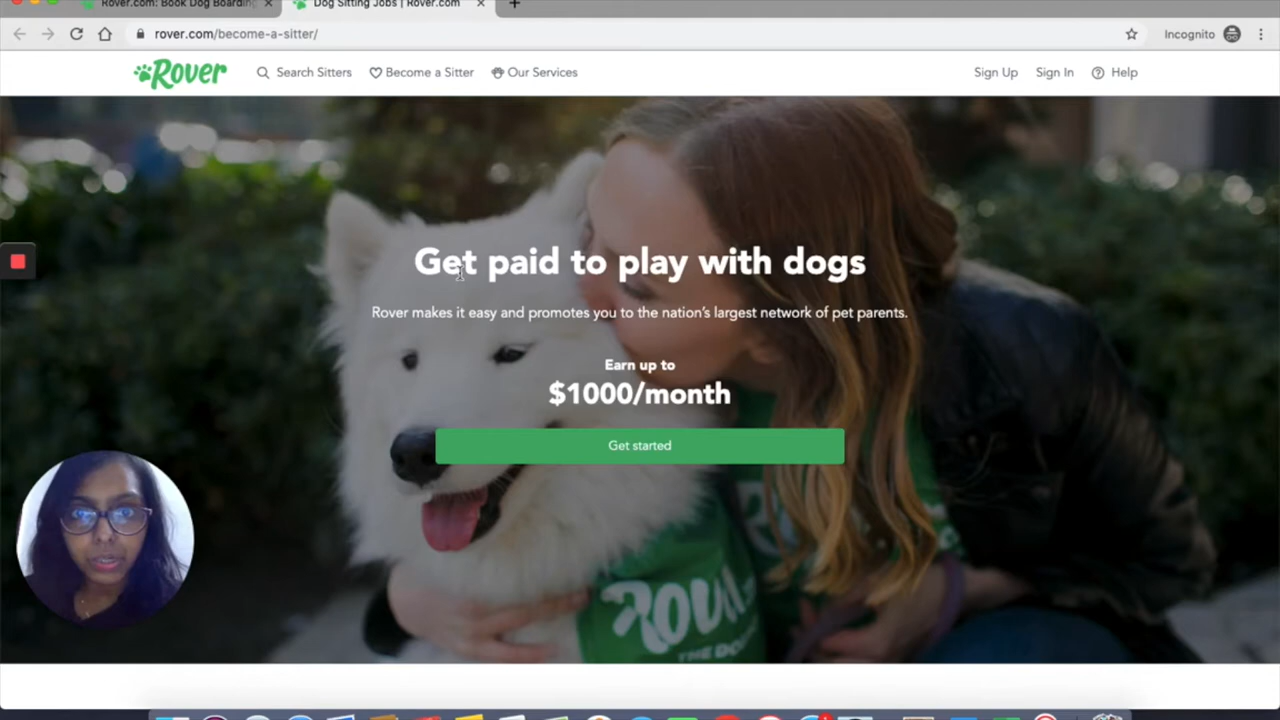 Rover.com: Book Dog Boarding
Dog Sitting Jobs | Rover.com
rover.com/become-a-sitter/
Incognito
Rover
Search Sitters
Become a Sitter
Our Services
Sign Up
Sign In
Help
Get paid to play with dogs
Rover makes it easy and promotes you to the nation's largest network of pet parents.
Earn up to
$1000/month
Get started
THE DO